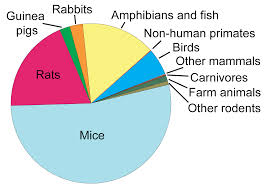 Guinea
pigs
Rabbits
Amphibians and fish
Non-human primates
Birds
Other mammals
Carnivores
Farm animals
Other rodents
Rats
Mice